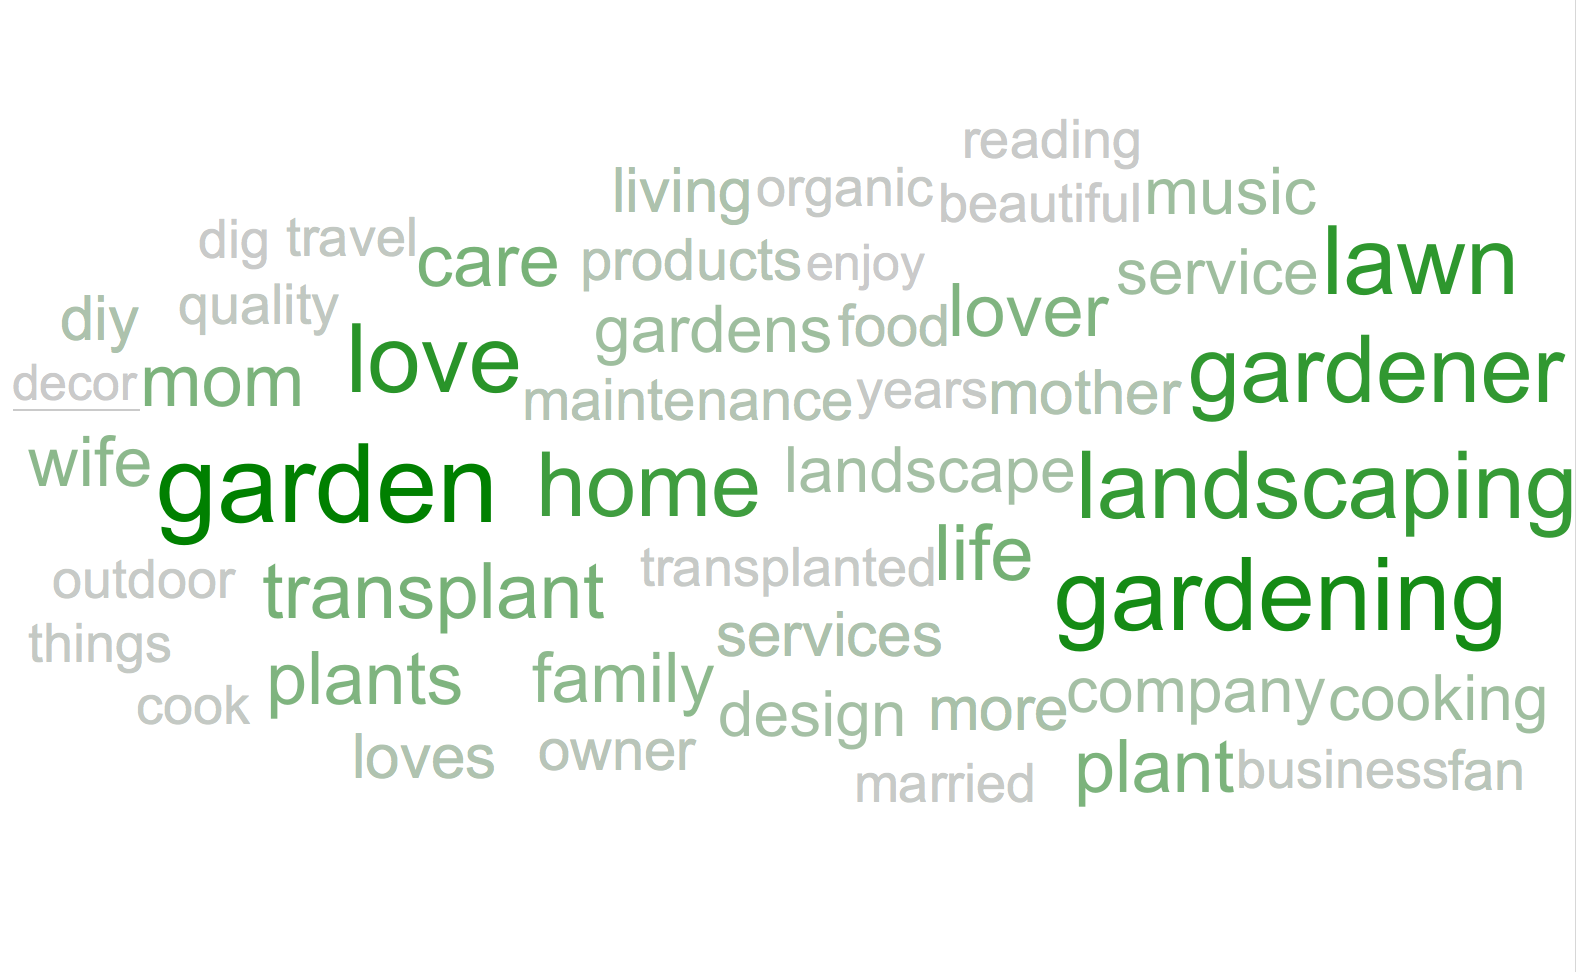 reading
living organic beautiful music
dig travel care products enjoy lover service lawn
diy quality love gardens food gardener
decor mom maintenance years mother
wife garden home landscape landscaping
outdoor transplant transplanted life gardening
things services
cook plants family design more company cooking
loves owner married plant business fan